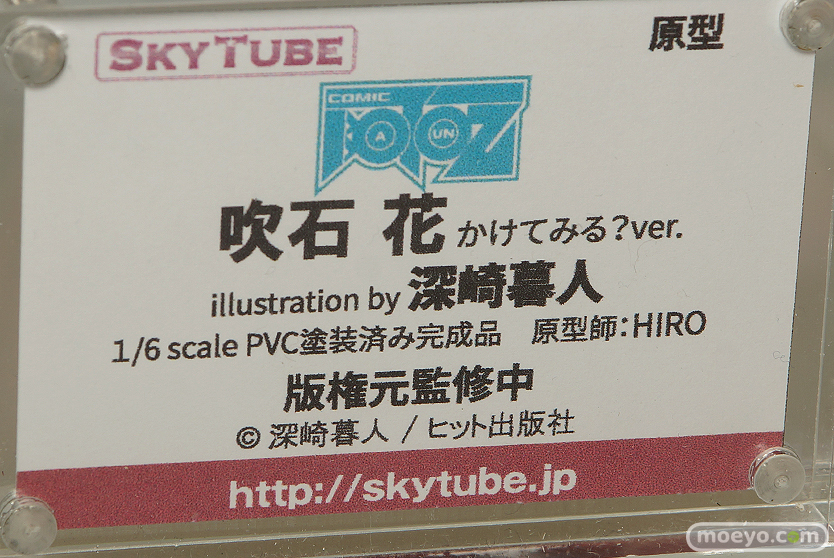 SKYTUBE
原型
COMIC
A UN
吹石 花 かけてみる?ver.
illustration by 深崎暮人
1/6 scale PVC塗装済み完成品 原型師:HIRO
版権元監修中
© 深崎暮人 / ヒット出版社
http://skytube.jp
moeyo.com